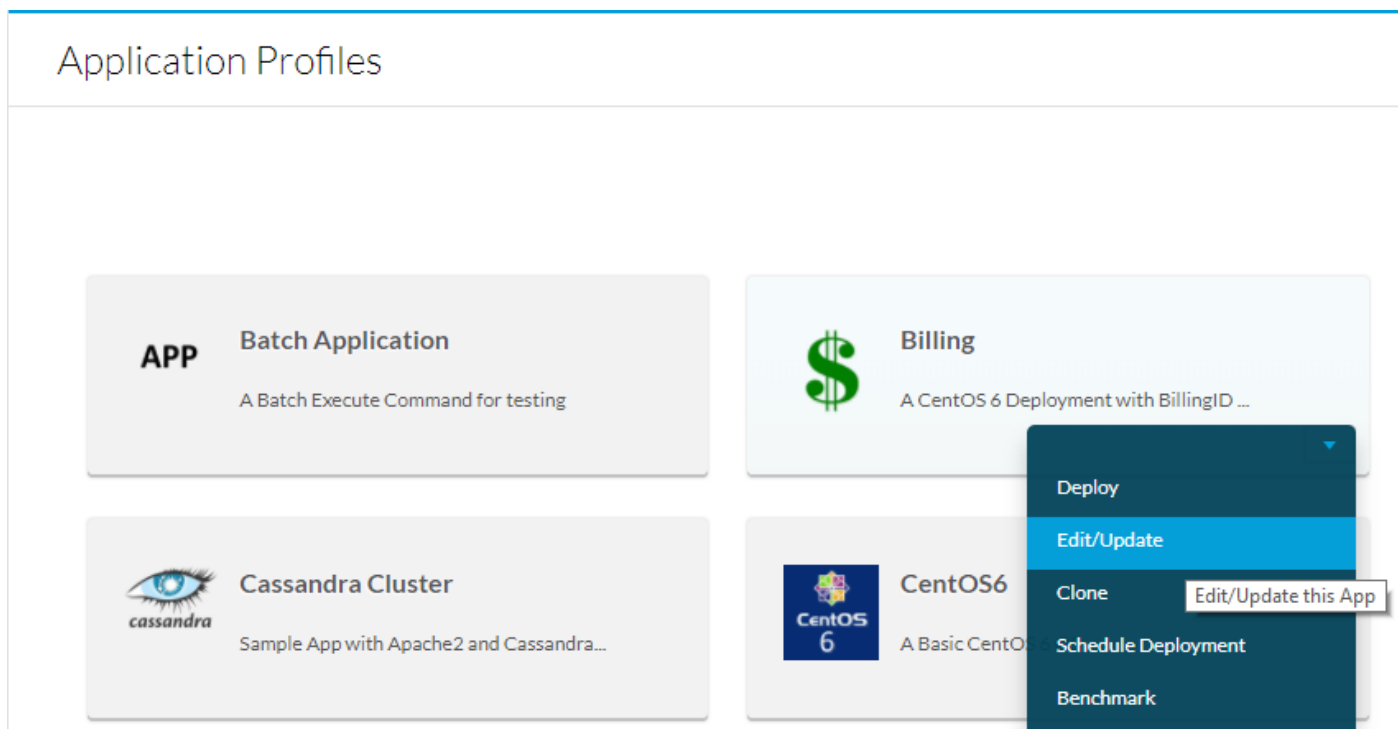 Application Profiles
APP
Batch Application
A Batch Execute Command for testing
$
Billing
A CentOS 6 Deployment with BillingID ...
Deploy
Edit/Update
Clone
Edit/Update this App
Schedule Deployment
Benchmark
cassandra
Cassandra Cluster
Sample App with Apache2 and Cassandra...
CentOS
6
CentOS6
A Basic CentO